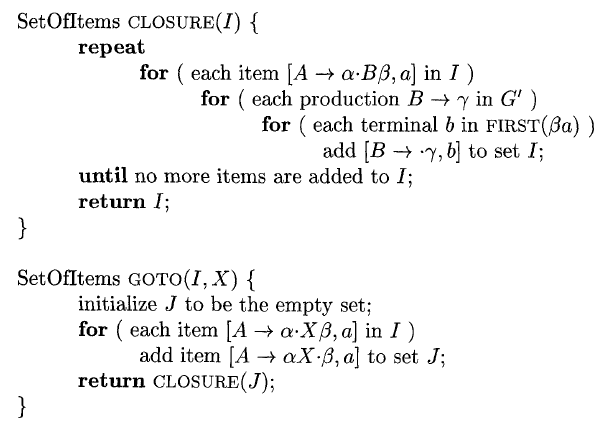 SetOfItems CLOSURE(I) {
repeat
for ( each item [A → α·Bβ, a] in I )
for ( each production B → γ in G′ )
for ( each terminal b in FIRST(βa) )
add [B → ·γ, b] to set I;
until no more items are added to I;
return I;
}
SetOfItems GOTO(I, X) {
initialize J to be the empty set;
for ( each item [A → α·Xβ, a] in I )
add item [A → αX·β, a] to set J;
return CLOSURE(J);
}